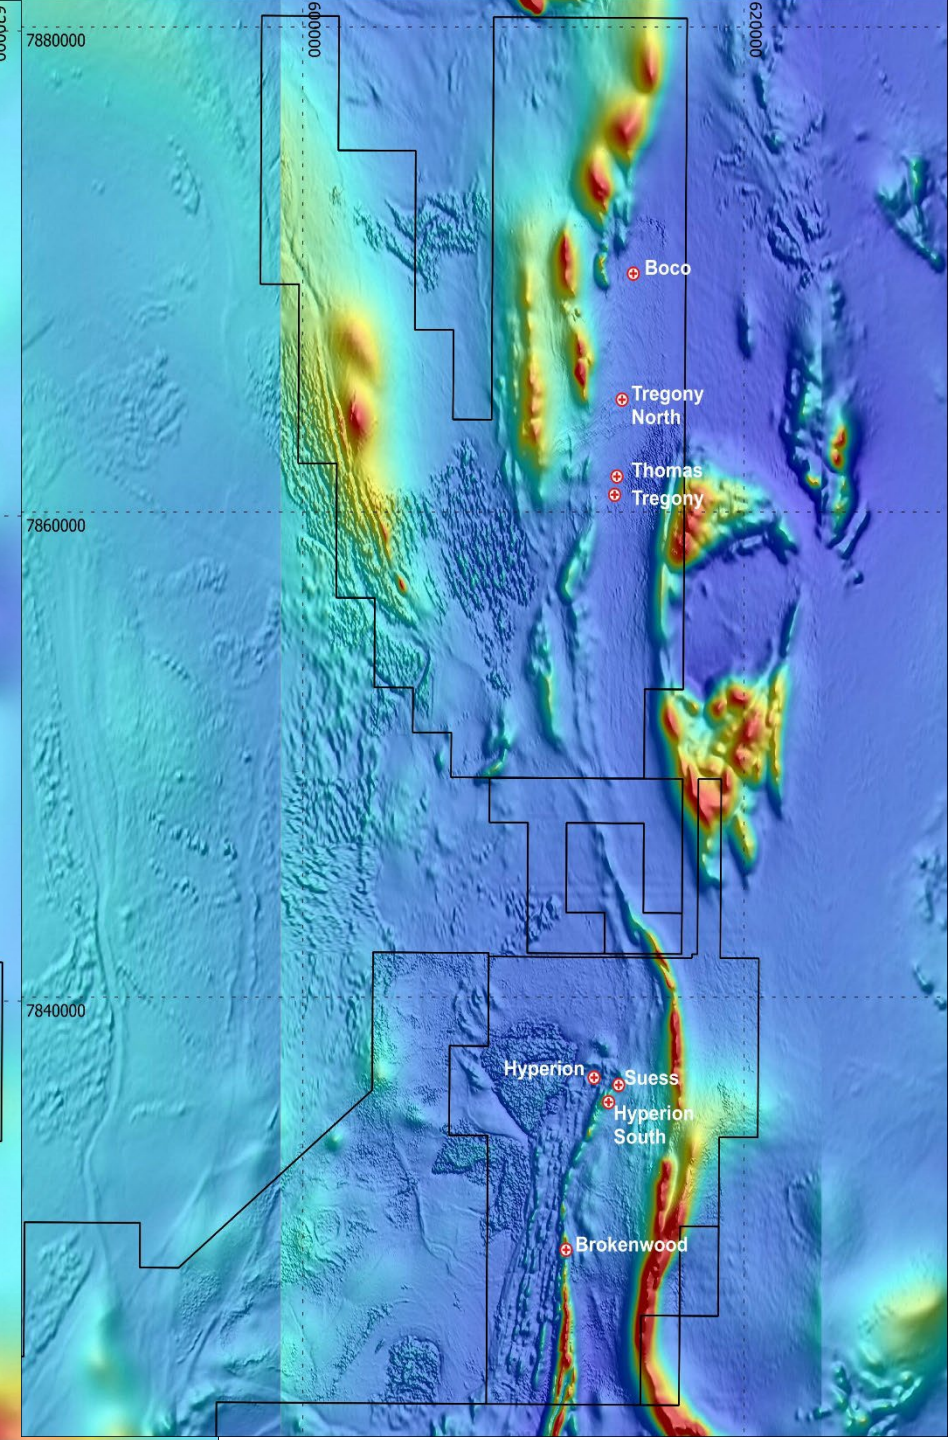 7880000
600000
620000
Boco
Tregony
North
Thomas
Tregony
7860000
7840000
Hyperion
Suess
Hyperion
South
Brokenwood